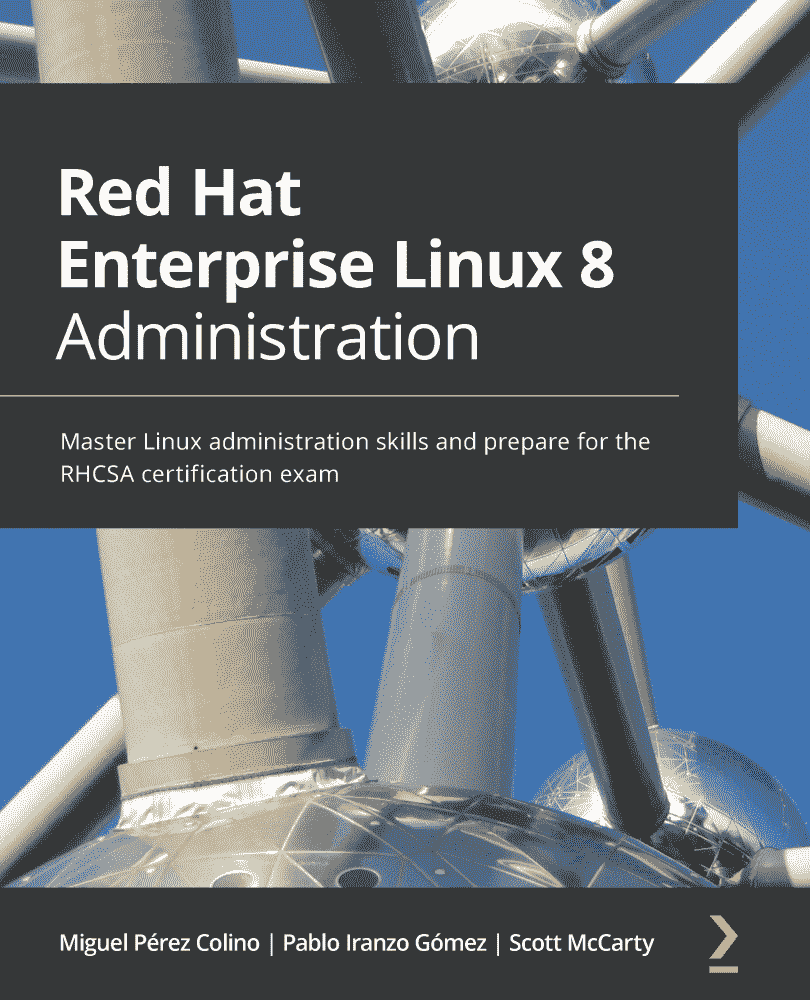 Red Hat
Enterprise Linux 8
Administration
Master Linux administration skills and prepare for the
RHCSA certification exam
Miguel Pérez Colino | Pablo Iranzo Gómez | Scott McCarty